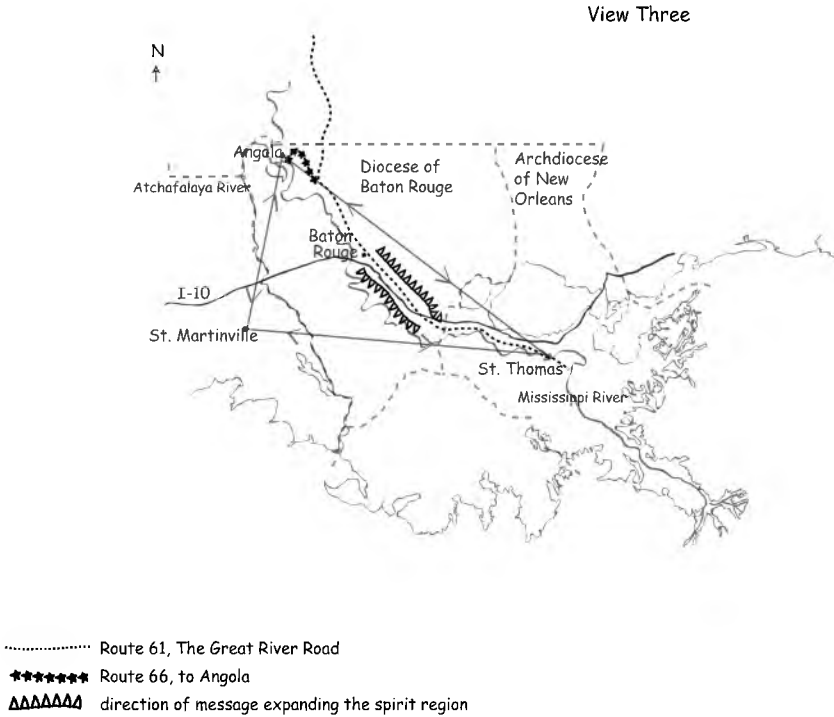 View Three
N
Angola
Diocese of
Baton Rouge
Archdiocese
of New
Orleans
Atchafalaya River
Baton
Rouge
I-10
St. Martinville
St. Thomas
Mississippi River
Route 61, The Great River Road
Route 66, to Angola
direction of message expanding the spirit region